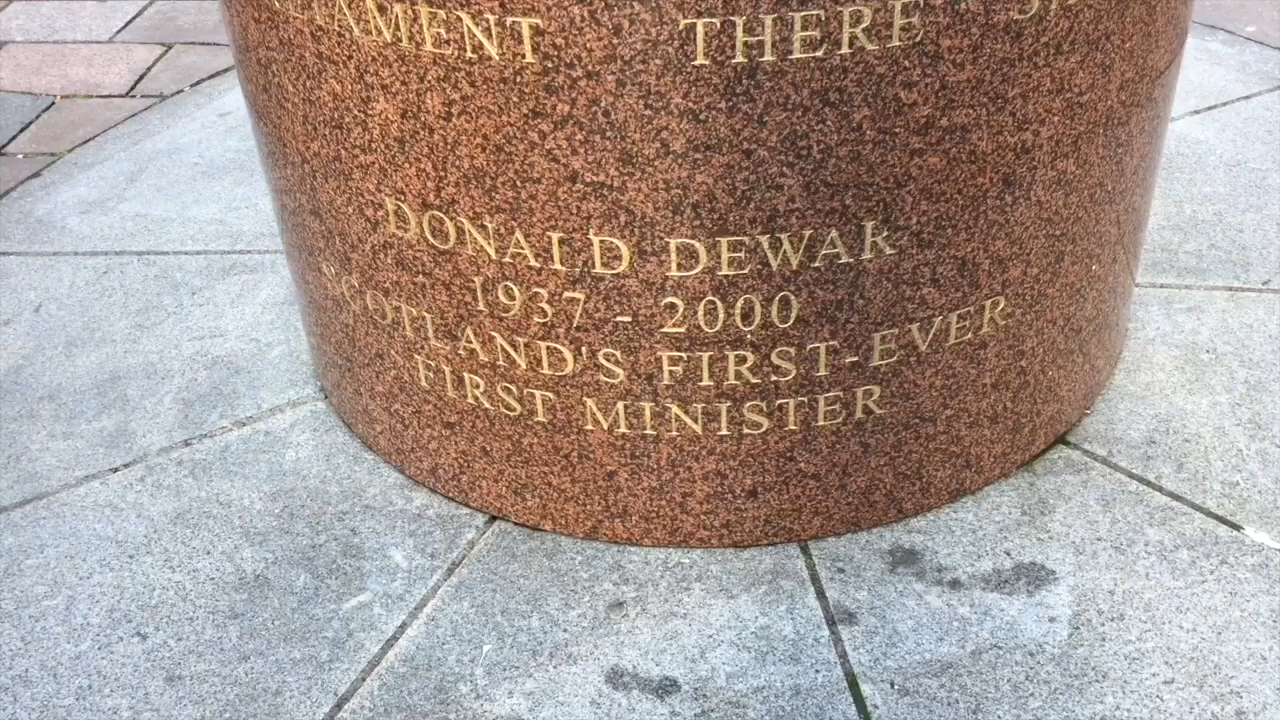 THERE
DONALD DEWAR
1937 - 2000
SCOTLAND'S FIRST-EVER
FIRST MINISTER